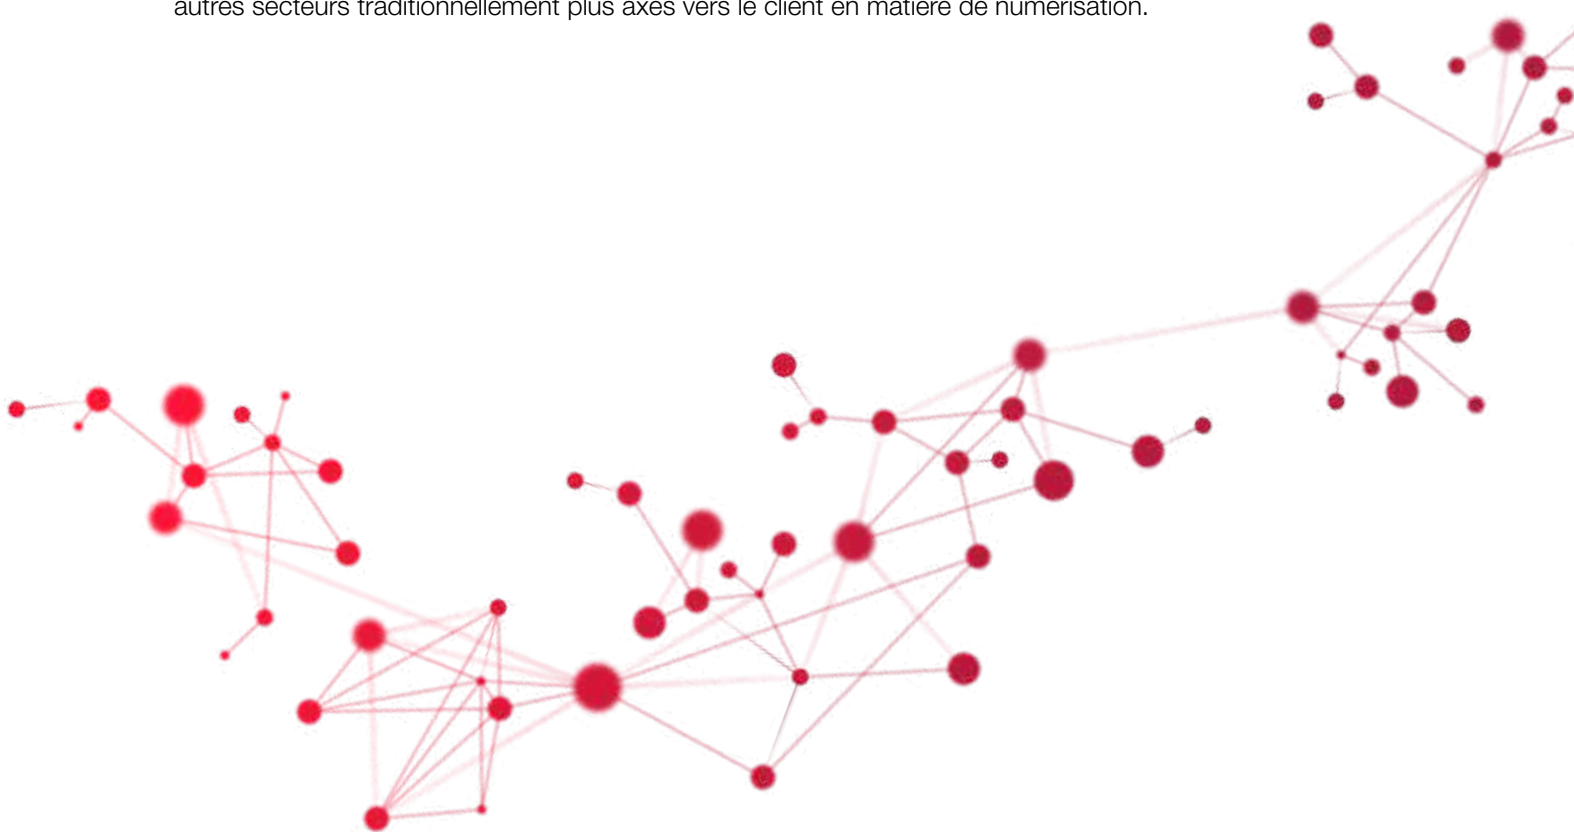 autres secteurs traditionnellement plus axés vers le client en matière de numérisation.